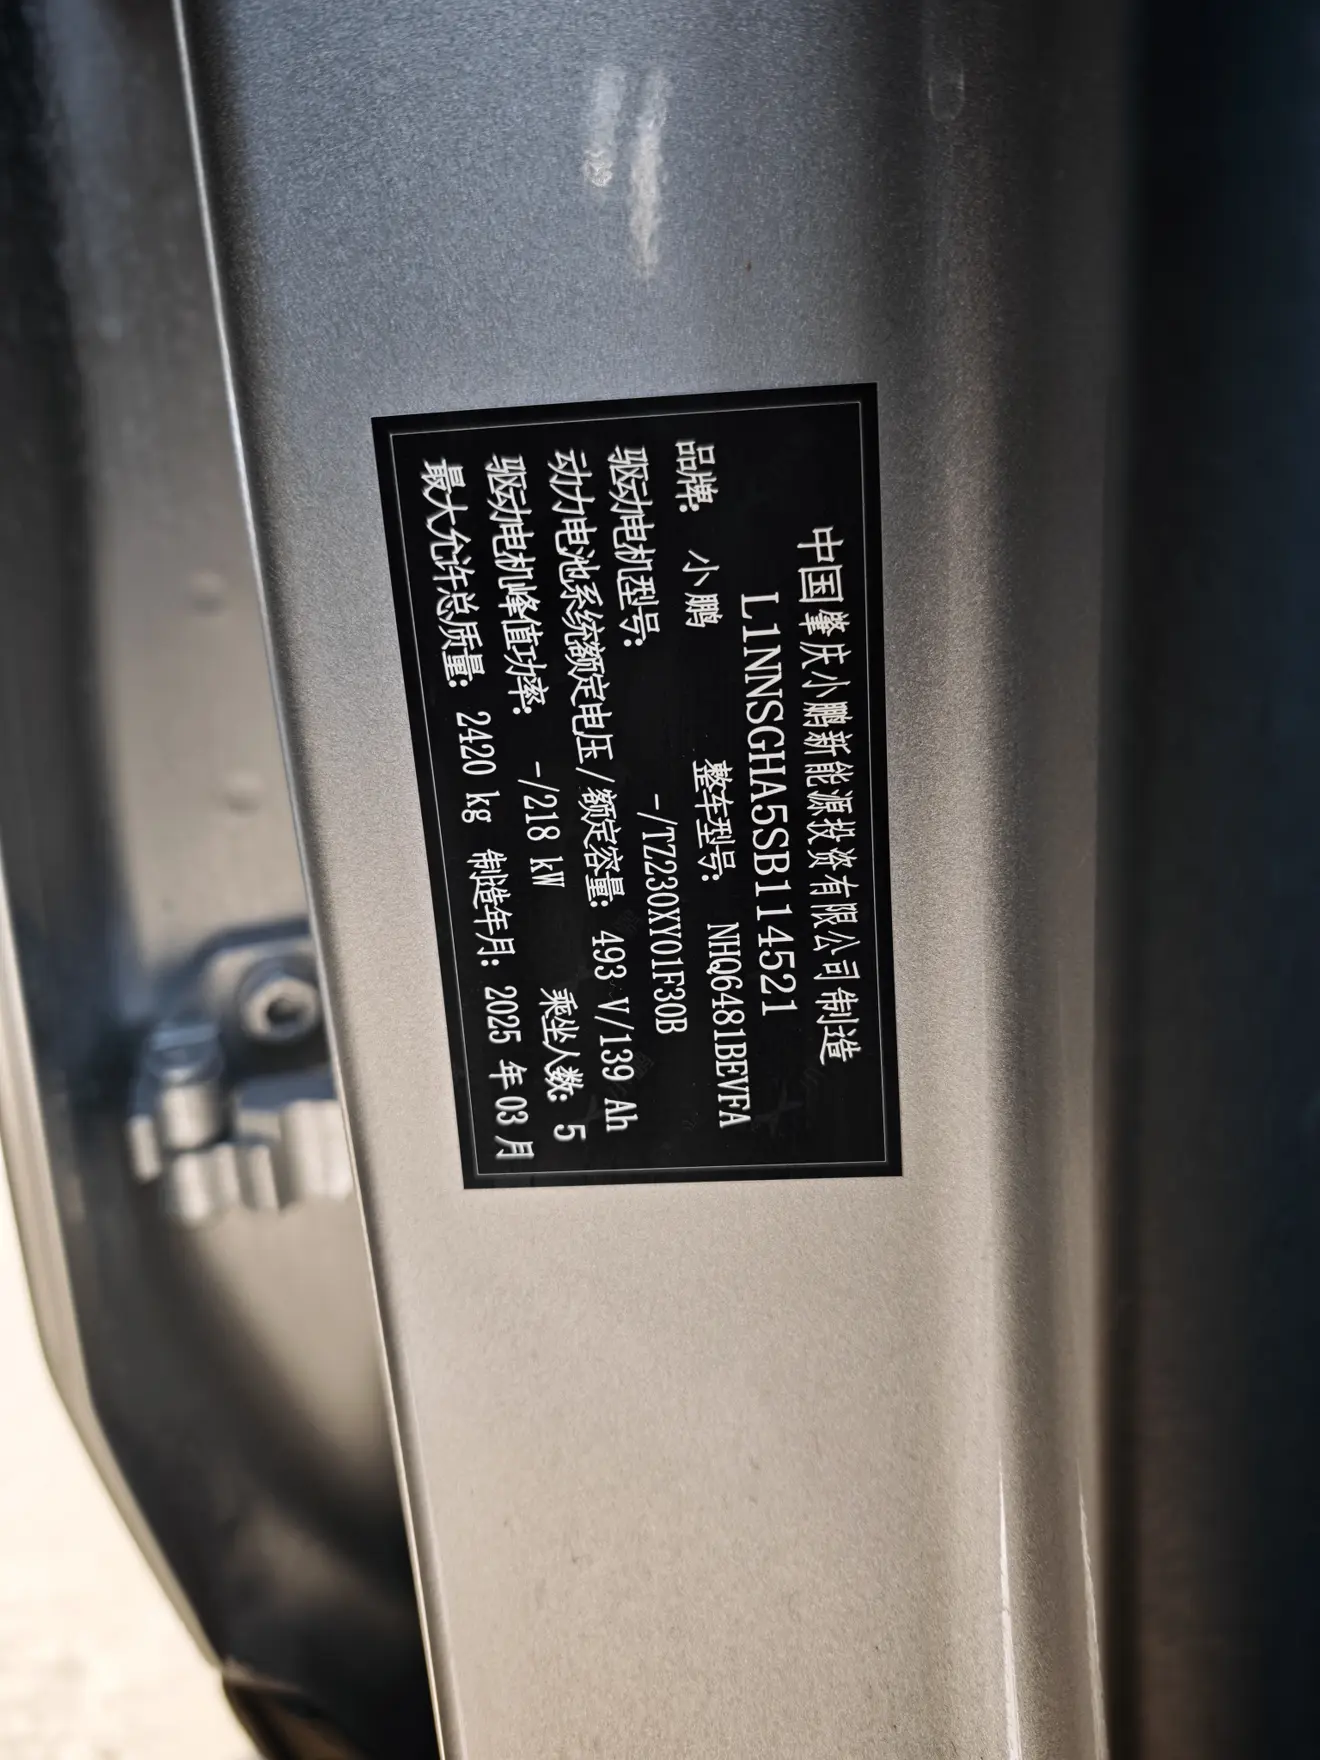 中国肇庆小鹏新能源投资有限公司制造
L1NNSGHA5SB114521
品牌: 小鹏 整车型号: NHQ6481BEVFA
驱动电机型号: -/TZ230XY01F30B
动力电池系统额定电压/额定容量: 493 V/139 Ah
驱动电机峰值功率: -/218 kW 乘坐人数: 5
最大允许总质量: 2420 kg 制造年月: 2025 年 03 月